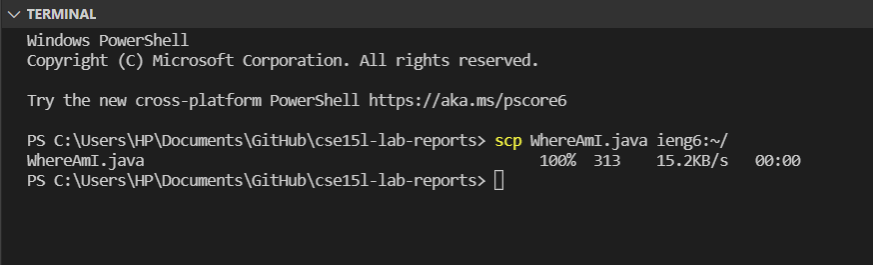 TERMINAL
Windows PowerShell
Copyright (C) Microsoft Corporation. All rights reserved.
Try the new cross-platform PowerShell https://aka.ms/pscore6
PS C:\Users\HP\Documents\GitHub\cse15l-lab-reports> scp WhereAmI.java ieng6:~/
WhereAmI.java 100% 313 15.2KB/s 00:00
PS C:\Users\HP\Documents\GitHub\cse15l-lab-reports>